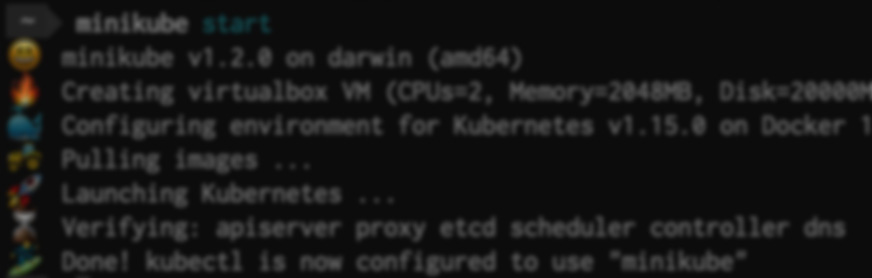 ~ minikube start
😄 minikube v1.2.0 on darwin (amd64)
🔥 Creating virtualbox VM (CPUs=2, Memory=2048MB, Disk=20000M
🐳 Configuring environment for Kubernetes v1.15.0 on Docker 1
🚜 Pulling images ...
🚀 Launching Kubernetes ...
⌛ Verifying: apiserver proxy etcd scheduler controller dns
🏄 Done! kubectl is now configured to use "minikube"